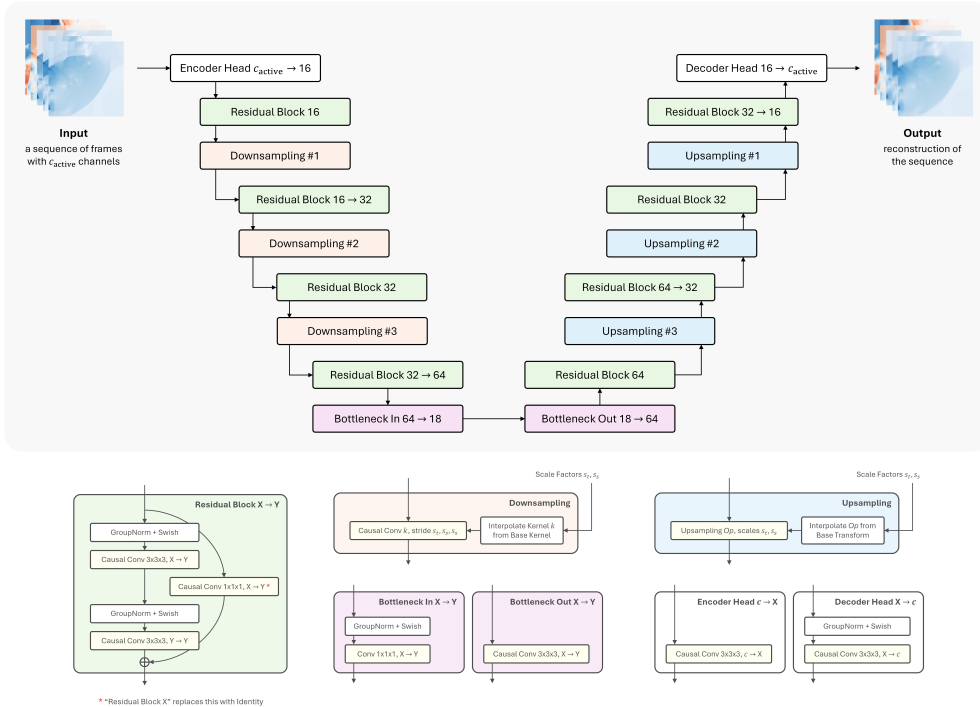 Input
a sequence of frames
with c_active channels
Encoder Head c_active → 16
Residual Block 16
Downsampling #1
Residual Block 16 → 32
Downsampling #2
Residual Block 32
Downsampling #3
Residual Block 32 → 64
Bottleneck In 64 → 18
Decoder Head 16 → c_active
Residual Block 32 → 16
Upsampling #1
Residual Block 32
Upsampling #2
Residual Block 64 → 32
Upsampling #3
Residual Block 64
Bottleneck Out 18 → 64
Output
reconstruction of
the sequence
Residual Block X → Y
GroupNorm + Swish
Causal Conv 3x3x3, X → Y
Causal Conv 1x1x1, X → Y *
GroupNorm + Swish
Causal Conv 3x3x3, Y → Y
* "Residual Block X" replaces this with Identity
Scale Factors s_t, s_s
Downsampling
Causal Conv k, stride s_t, s_s, s_s
Interpolate Kernel k
from Base Kernel
Scale Factors s_t, s_s
Upsampling
Upsampling Op, scales s_t, s_s
Interpolate Op from
Base Transform
Bottleneck In X → Y
GroupNorm + Swish
Conv 1x1x1, X → Y
Bottleneck Out X → Y
Causal Conv 3x3x3, X → Y
Encoder Head c → X
Causal Conv 3x3x3, c → X
Decoder Head X → c
GroupNorm + Swish
Causal Conv 3x3x3, X → c